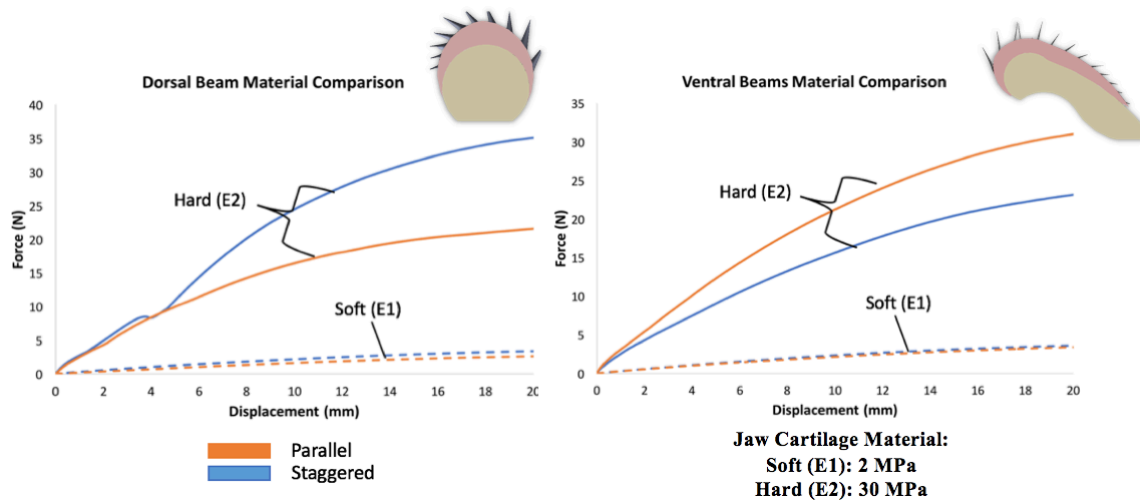 Dorsal Beam Material Comparison
40
35
30
25
20
15
10
5
0
Force (N)
Hard (E2)
Soft (E1)
0 2 4 6 8 10 12 14 16 18 20
Displacement (mm)
Parallel
Staggered
Ventral Beams Material Comparison
35
30
25
20
15
10
5
0
Force (N)
Hard (E2)
Soft (E1)
0 2 4 6 8 10 12 14 16 18 20
Displacement (mm)
Jaw Cartilage Material:
Soft (E1): 2 MPa
Hard (E2): 30 MPa